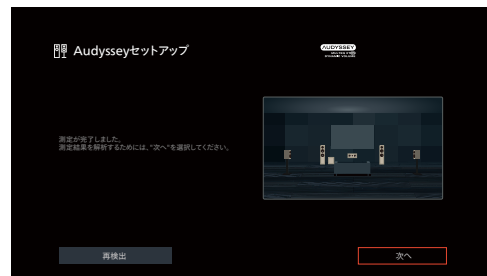 Audysseyセットアップ
AUDYSSEY
測定が完了しました。
測定結果を解析するためには、"次へ"を選択してください。
再検出
次へ